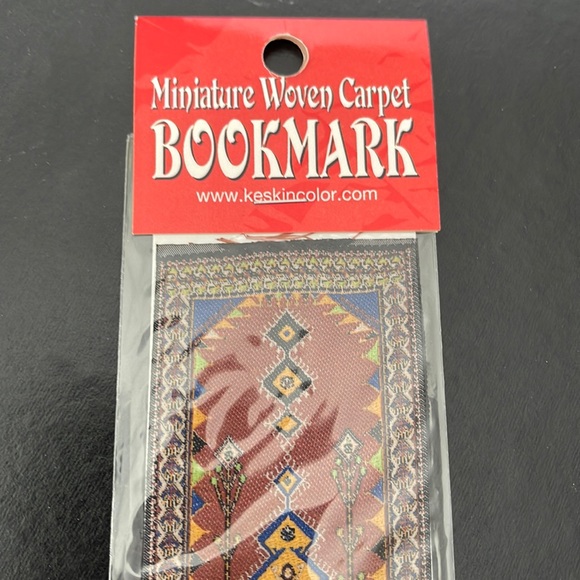 Miniature Woven Carpet
BOOKMARK
www.keskincolor.com